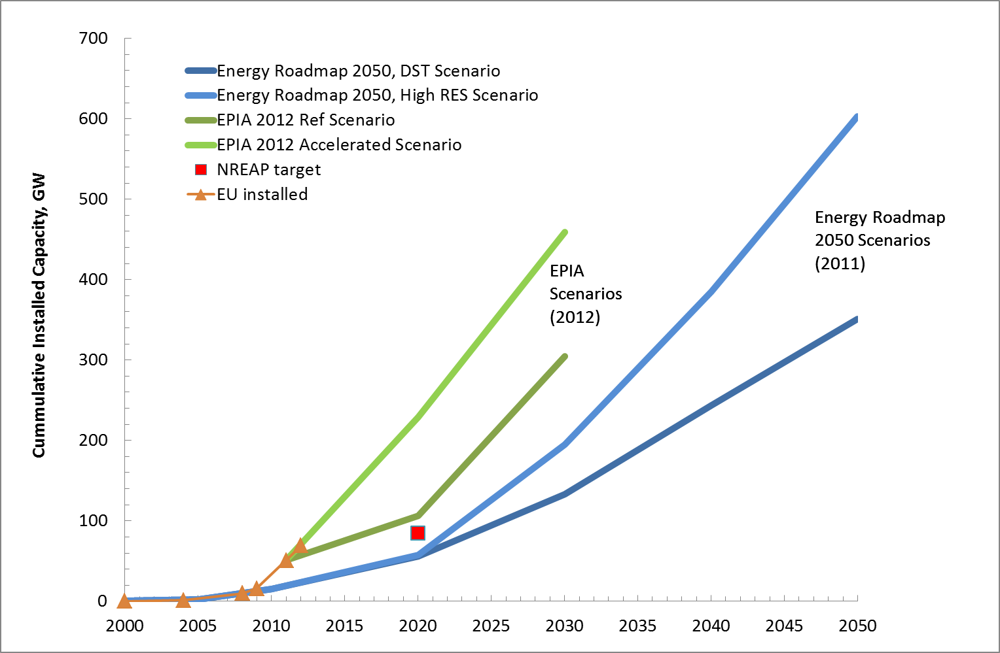 700
600
500
400
300
200
100
0
Cummulative Installed Capacity, GW
Energy Roadmap 2050, DST Scenario
Energy Roadmap 2050, High RES Scenario
EPIA 2012 Ref Scenario
EPIA 2012 Accelerated Scenario
NREAP target
EU installed
Energy Roadmap
2050 Scenarios
(2011)
EPIA
Scenarios
(2012)
2000 2005 2010 2015 2020 2025 2030 2035 2040 2045 2050